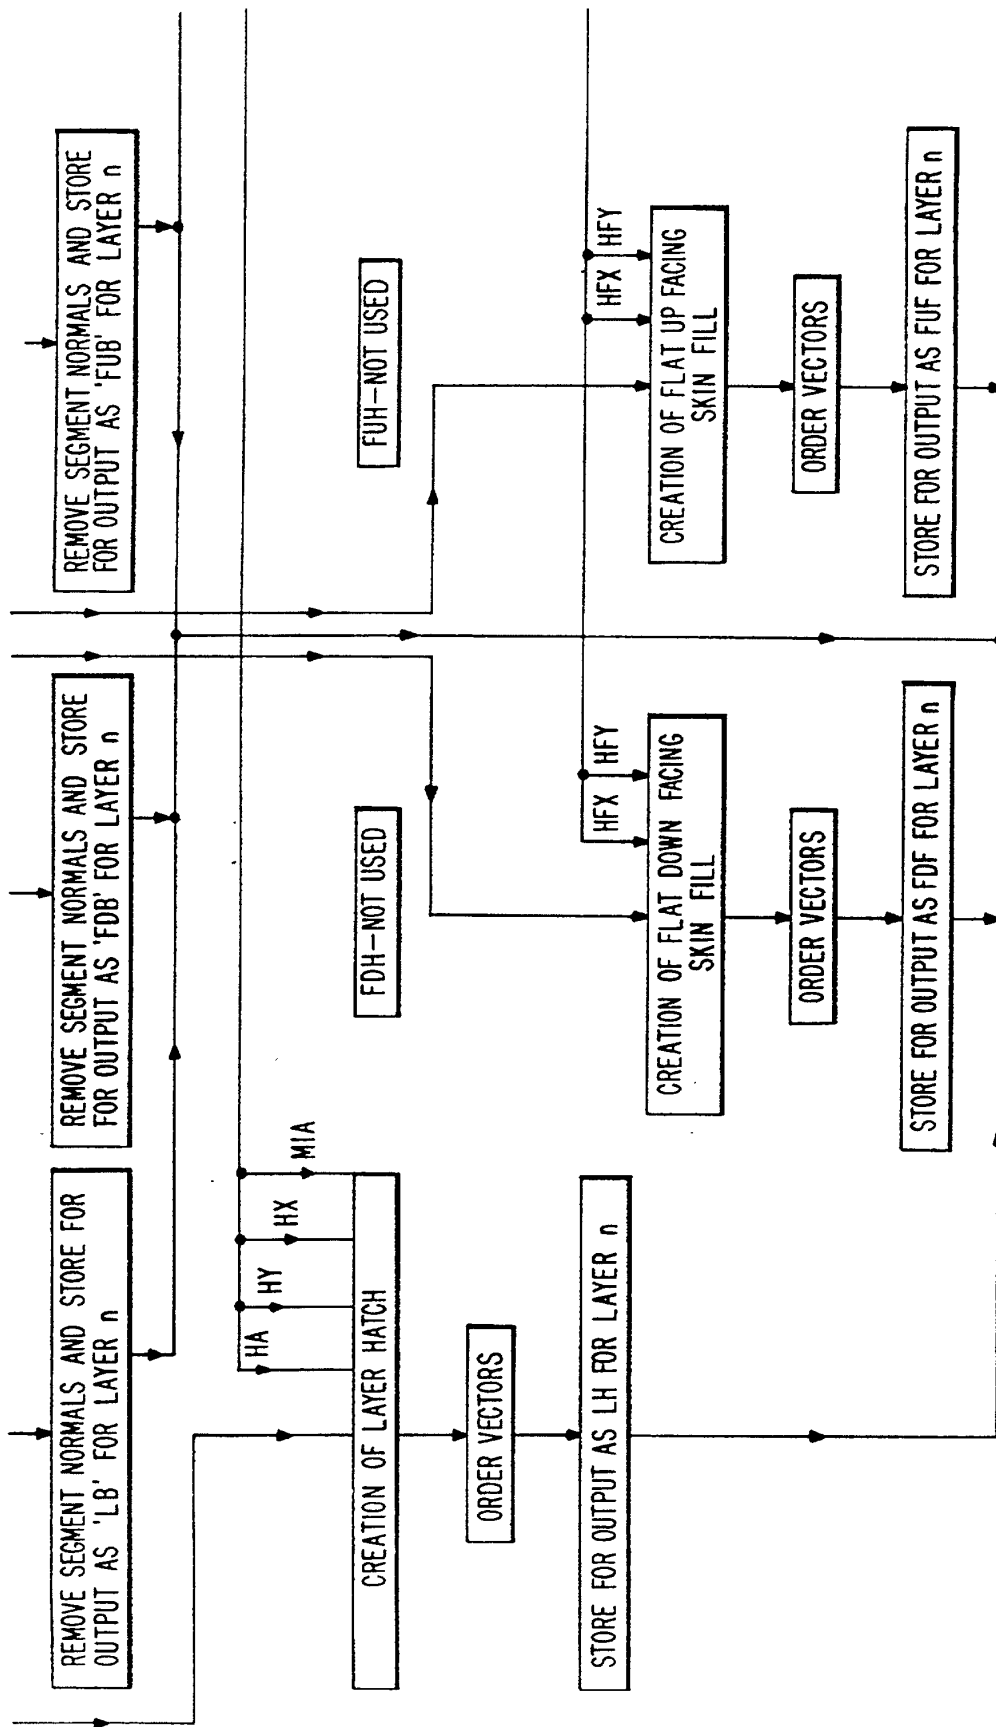 REMOVE SEGMENT NORMALS AND STORE FOR
OUTPUT AS 'LB' FOR LAYER n
REMOVE SEGMENT NORMALS AND STORE
FOR OUTPUT AS 'FDB' FOR LAYER n
REMOVE SEGMENT NORMALS AND STORE
FOR OUTPUT AS 'FUB' FOR LAYER n
HA
HY
HX
MIA
CREATION OF LAYER HATCH
FDH-NOT USED
FUH-NOT USED
ORDER VECTORS
STORE FOR OUTPUT AS LH FOR LAYER n
HFX
HFY
HFX
HFY
CREATION OF FLAT DOWN FACING
SKIN FILL
CREATION OF FLAT UP FACING
SKIN FILL
ORDER VECTORS
ORDER VECTORS
STORE FOR OUTPUT AS FDF FOR LAYER n
STORE FOR OUTPUT AS FUF FOR LAYER n